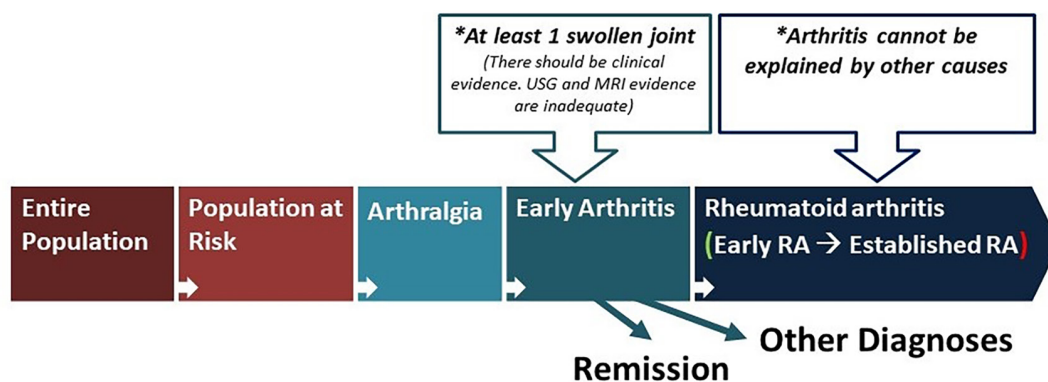 *At least 1 swollen joint
(There should be clinical
evidence. USG and MRI evidence
are inadequate)
*Arthritis cannot be
explained by other causes
Entire
Population
Population at
Risk
Arthralgia
Early Arthritis
Rheumatoid arthritis
(Early RA → Established RA)
Remission
Other Diagnoses